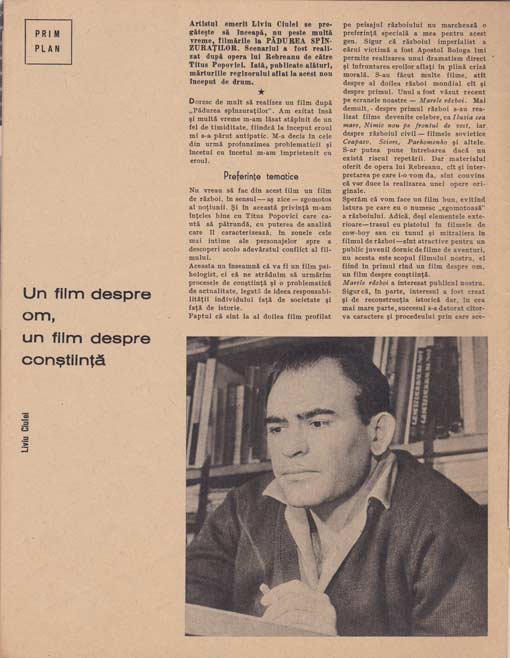 PRIM
PLAN
Un film despre
om,
un film despre
conștiință
Liviu Ciulei
Artistul emerit Liviu Ciulei se pre-
gătește să înceapă, nu peste multă
vreme, filmările la PĂDUREA SPÎN-
ZURAȚILOR. Scenariul a fost reali-
zat după opera lui Rebreanu de către
Titus Popovici. Iată, publicate alături,
mărturiile regizorului aflat la acest nou
început de drum.
★
Doresc de mult să realizez un film după
„Pădurea spînzuraților". Am ezitat însă
și multă vreme m-am lăsat stăpînit de un
fel de timiditate, fiindcă la început eroul
mi s-a părut antipatic. M-a decis în cele
din urmă profunzimea problematicii și
încetul cu încetul m-am împrietenit cu
eroul.
Preferințe tematice
Nu vreau să fac din acest film un film
de război, în sensul — aș zice — zgomotos
al noțiunii. Și în această privință m-am
înțeles bine cu Titus Popovici care ca-
ută să pătrundă, cu puterea de analiză
care îl caracterizează, în zonele cele
mai intime ale personajelor spre a
descoperi acolo adevăratul conflict al fil-
mului.
Aceasta nu înseamnă că va fi un film psi-
hologist, ci că ne străduim să urmărim
procesele de conștiință și o problematică
de actualitate, legată de ideea responsabi-
lității individului față de societate și
față de istorie.
Faptul că sînt la al doilea film profilat
pe peisajul războiului nu marchează o
preferință specială a mea pentru acest
gen. Sigur că războiul imperialist a
cărui victimă a fost Apostol Bologa îmi
permite realizarea unui dramatism direct
și înfruntarea eroilor aflați în plină criză
morală. S-au făcut multe filme, atît
despre al doilea război mondial cît și
despre primul. Unul a fost văzut recent
pe ecranele noastre — Marele război. Mai
demult, - despre primul război s-au rea-
lizat filme devenite celebre, ca Iluzia cea
mare, Nimic nou pe frontul de vest, iar
despre războiul civil — filmele sovietice
Ceapaev, Sciors, Parhomenko și altele.
S-ar putea pune întrebarea dacă nu
există riscul repetării. Dar materialul
oferit de opera lui Rebreanu, cît și inter-
pretarea pe care i-o vom da, sînt convins
că vor duce la realizarea unei opere ori-
ginale.
Sperăm că vom face un film bun, evitînd
latura pe care eu o numesc „zgomotoasă"
a războiului. Adică, deși elementele exte-
rioare—trasul cu pistolul în filmele de
cow-boy sau cu tunul și mitraliera în
filmul de război—sînt atractive pentru un
public juvenil dornic de filme de aventuri,
nu acesta este scopul filmului nostru, el
fiind în primul rînd un film despre om,
un film despre conștiință.
Marele război a interesat publicul nostru.
Sigur că, în parte, interesul a fost creat
și de reconstrucția istorică dar, în cea
mai mare parte, succesul s-a datorat cîtor-
va caractere și procedeului prin care sce-